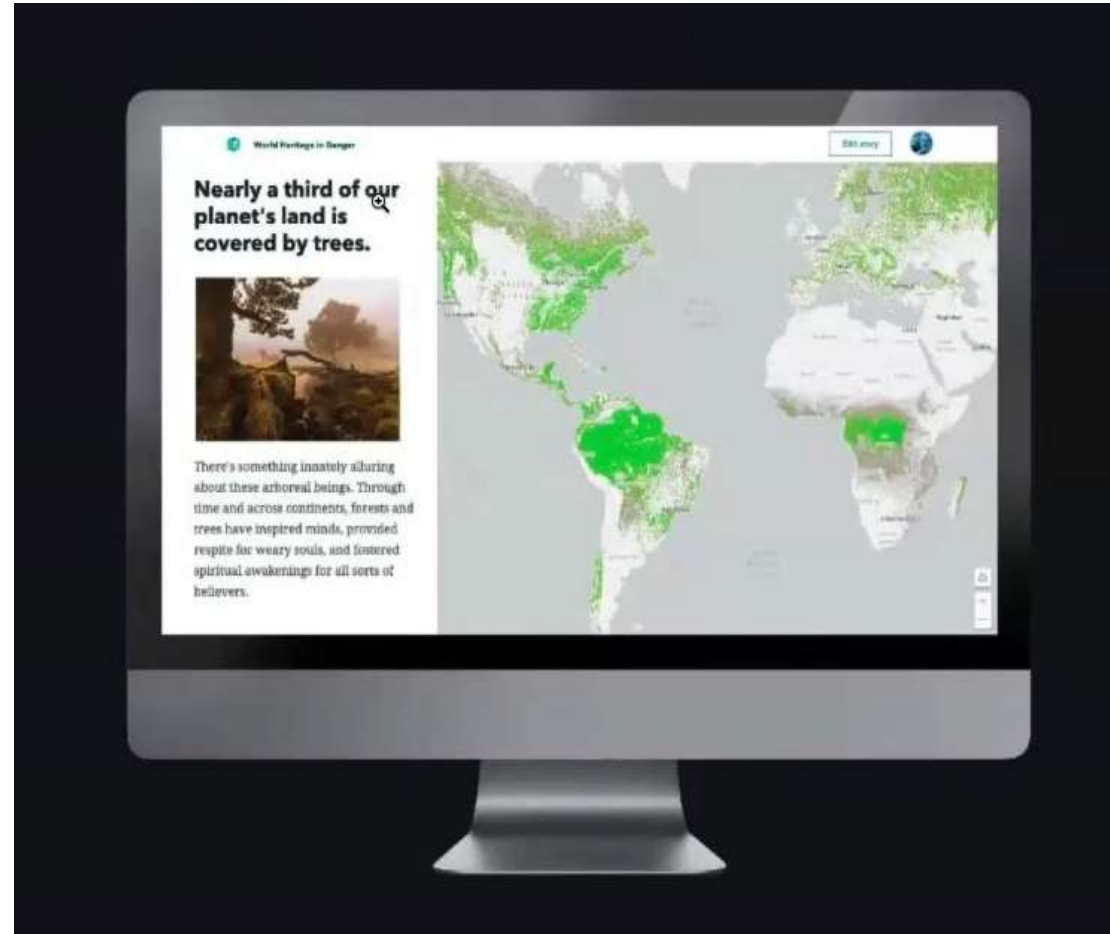 World Heritage in Danger
Edit story
Nearly a third of our
planet's land is
covered by trees.
There's something innately alluring
about these arboreal beings. Through
time and across continents, forests and
trees have inspired minds, provided
respite for weary souls, and fostered
spiritual awakenings for all sorts of
believers.